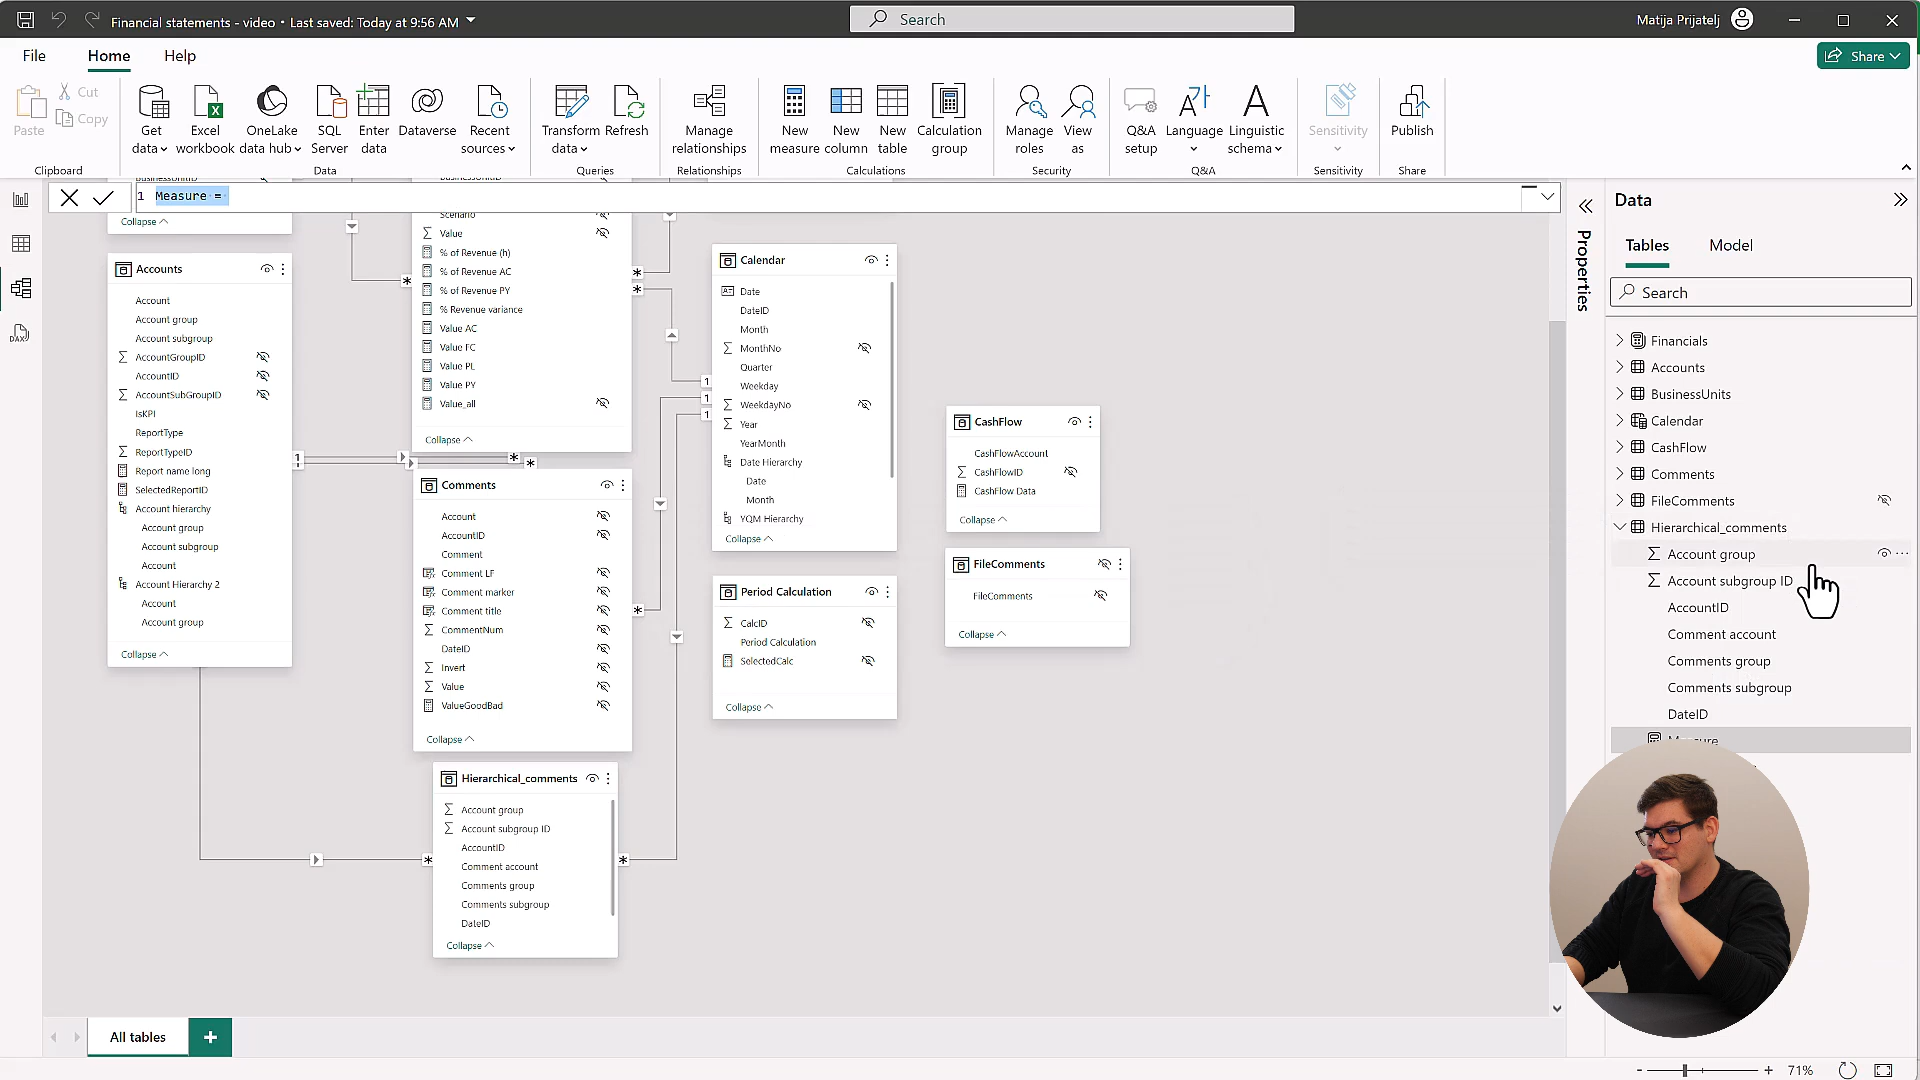 Financial statements - video • Last saved: Today at 9:56 AM
Search
Matija Prijatelj
File
Home
Help
Share
Paste
Cut
Copy
Clipboard
Get data
Excel workbook
OneLake data hub
SQL Server
Enter data
Dataverse
Recent sources
Data
Transform data
Refresh
Queries
Manage relationships
Relationships
New measure
New column
New table
Calculation group
Calculations
Manage roles
View as
Security
Q&A setup
Language
Linguistic schema
Q&A
Sensitivity
Sensitivity
Publish
Share
1 Measure =
Collapse
Accounts
Account
Account group
Account subgroup
AccountGroupID
AccountID
AccountSubGroupID
IsKPI
ReportType
ReportTypeID
Report name long
SelectedReportID
Account hierarchy
Account group
Account subgroup
Account
Account Hierarchy 2
Account
Account group
Collapse
Scenario
Value
% of Revenue (h)
% of Revenue AC
% of Revenue PY
% Revenue variance
Value AC
Value FC
Value PL
Value PY
Value_all
Collapse
Comments
Account
AccountID
Comment
Comment LF
Comment marker
Comment title
CommentNum
DateID
Invert
Value
ValueGoodBad
Collapse
Hierarchical_comments
Account group
Account subgroup ID
AccountID
Comment account
Comments group
Comments subgroup
DateID
Collapse
Calendar
Date
DateID
Month
MonthNo
Quarter
Weekday
WeekdayNo
Year
YearMonth
Date Hierarchy
Date
Month
YQM Hierarchy
Collapse
Period Calculation
CalcID
Period Calculation
SelectedCalc
Collapse
CashFlow
CashFlowAccount
CashFlowID
CashFlow Data
Collapse
FileComments
FileComments
Collapse
Properties
Data
Tables
Model
Search
Financials
Accounts
BusinessUnits
Calendar
CashFlow
Comments
FileComments
Hierarchical_comments
Account group
Account subgroup ID
AccountID
Comment account
Comments group
Comments subgroup
DateID
Measure
All tables
71%